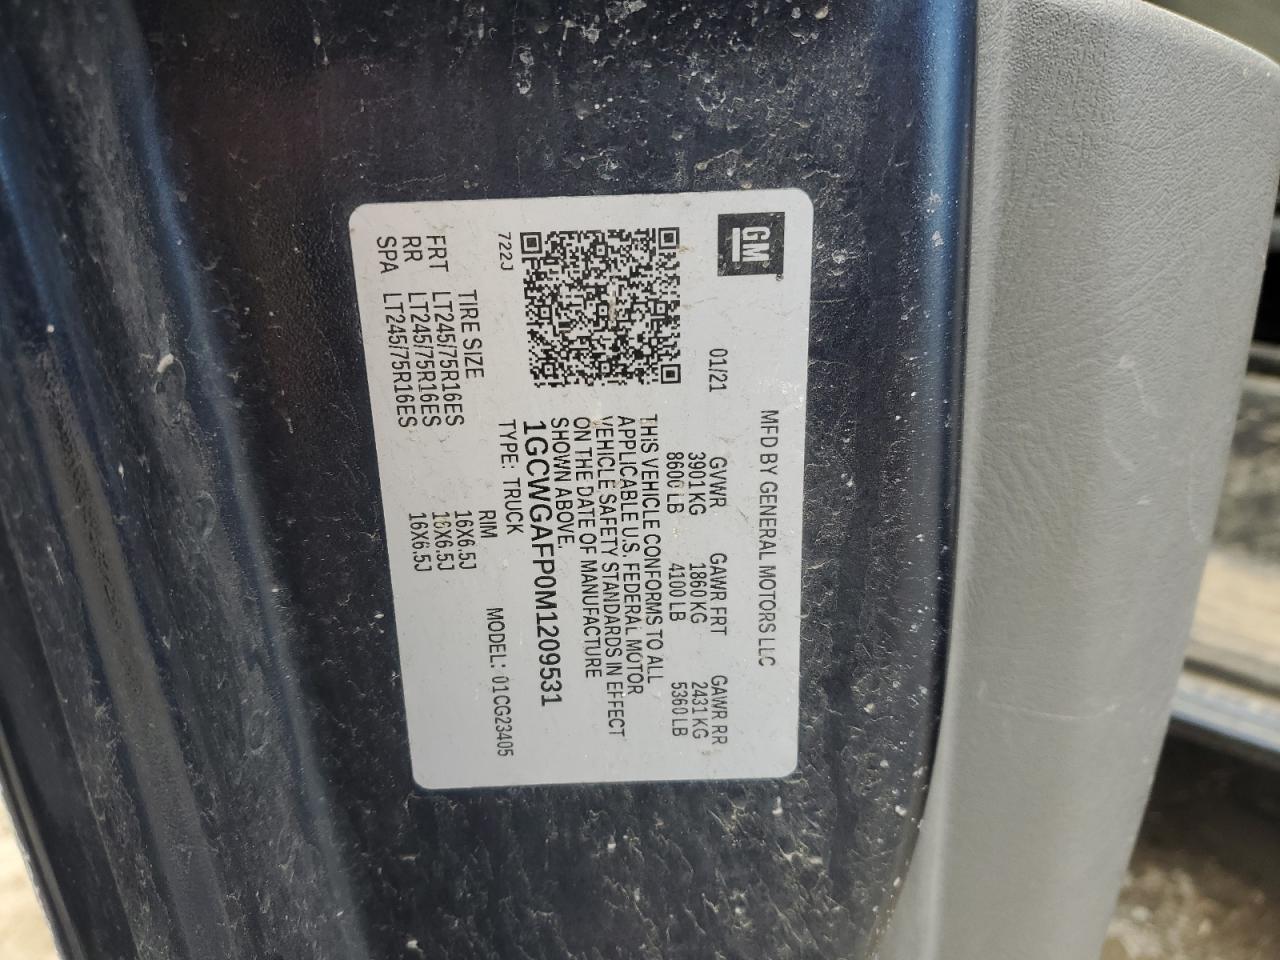 GM
MFD BY GENERAL MOTORS LLC
01/21 GVWR GAWR FRT GAWR RR
3901 KG 1860 KG 2431 KG
8600 LB 4100 LB 5360 LB
THIS VEHICLE CONFORMS TO ALL
APPLICABLE U.S. FEDERAL MOTOR
VEHICLE SAFETY STANDARDS IN EFFECT
ON THE DATE OF MANUFACTURE
SHOWN ABOVE.
1GCWGAFP0M1209531
722J TYPE: TRUCK MODEL: 01CG23405
TIRE SIZE RIM
FRT LT245/75R16ES 16X6.5J
RR LT245/75R16ES 16X6.5J
SPA LT245/75R16ES 16X6.5J